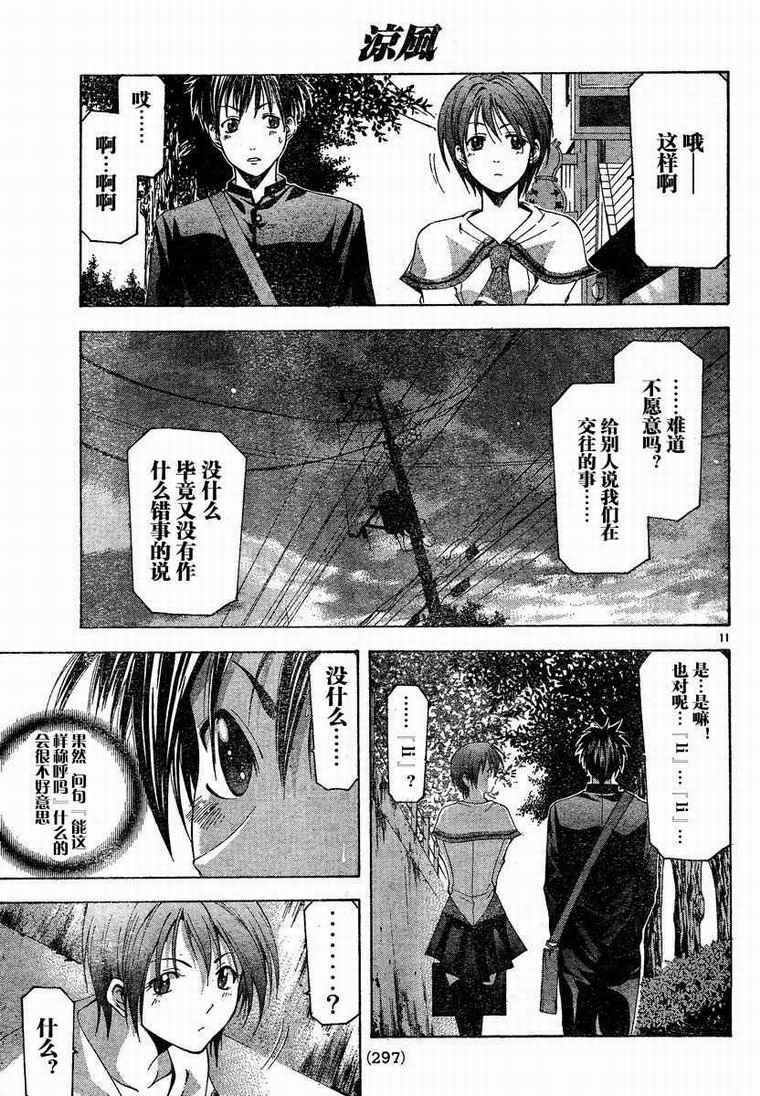 涼風
哦——
这样啊
哎……
啊…啊啊
……难道
不愿意吗？
给别人说我们在
交往的事……
没什么
毕竟又没有作
什么错事的说
11
是…是嘛！
也对呢…『Ii』…『Ii』…
……『Ii』？
没什么……
果然 问句『能这
样称呼吗』什么的
会很不好意思
………？
什么？
(297)